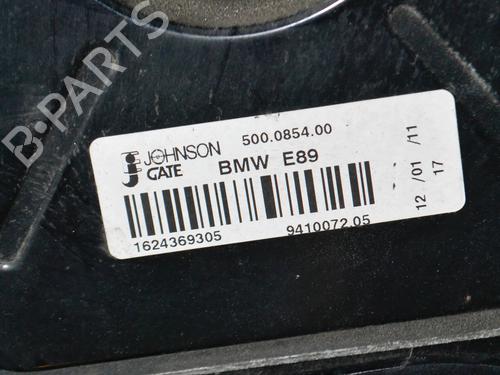 B-PARTS
JOHNSON
GATE
500.0854.00
BMW E89
1624369305
9410072.05
12 /01 /11
17